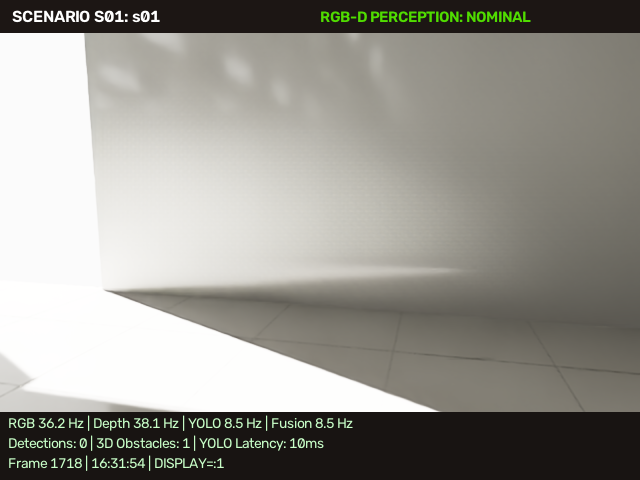 SCENARIO S01: s01
RGB-D PERCEPTION: NOMINAL
RGB 36.2 Hz | Depth 38.1 Hz | YOLO 8.5 Hz | Fusion 8.5 Hz
Detections: 0 | 3D Obstacles: 1 | YOLO Latency: 10ms
Frame 1718 | 16:31:54 | DISPLAY=:1